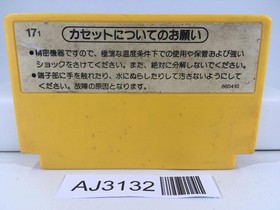 17₁
カセットについてのお願い
●精密機器ですので、極端な温度条件下での使用や保管および強い
ショックをさけてください。また、絶対に分解しないでください。
●端子部に手を触れたり、水にぬらしたりして汚さないようにして
ください。故障の原因になります。
860410
AJ3132